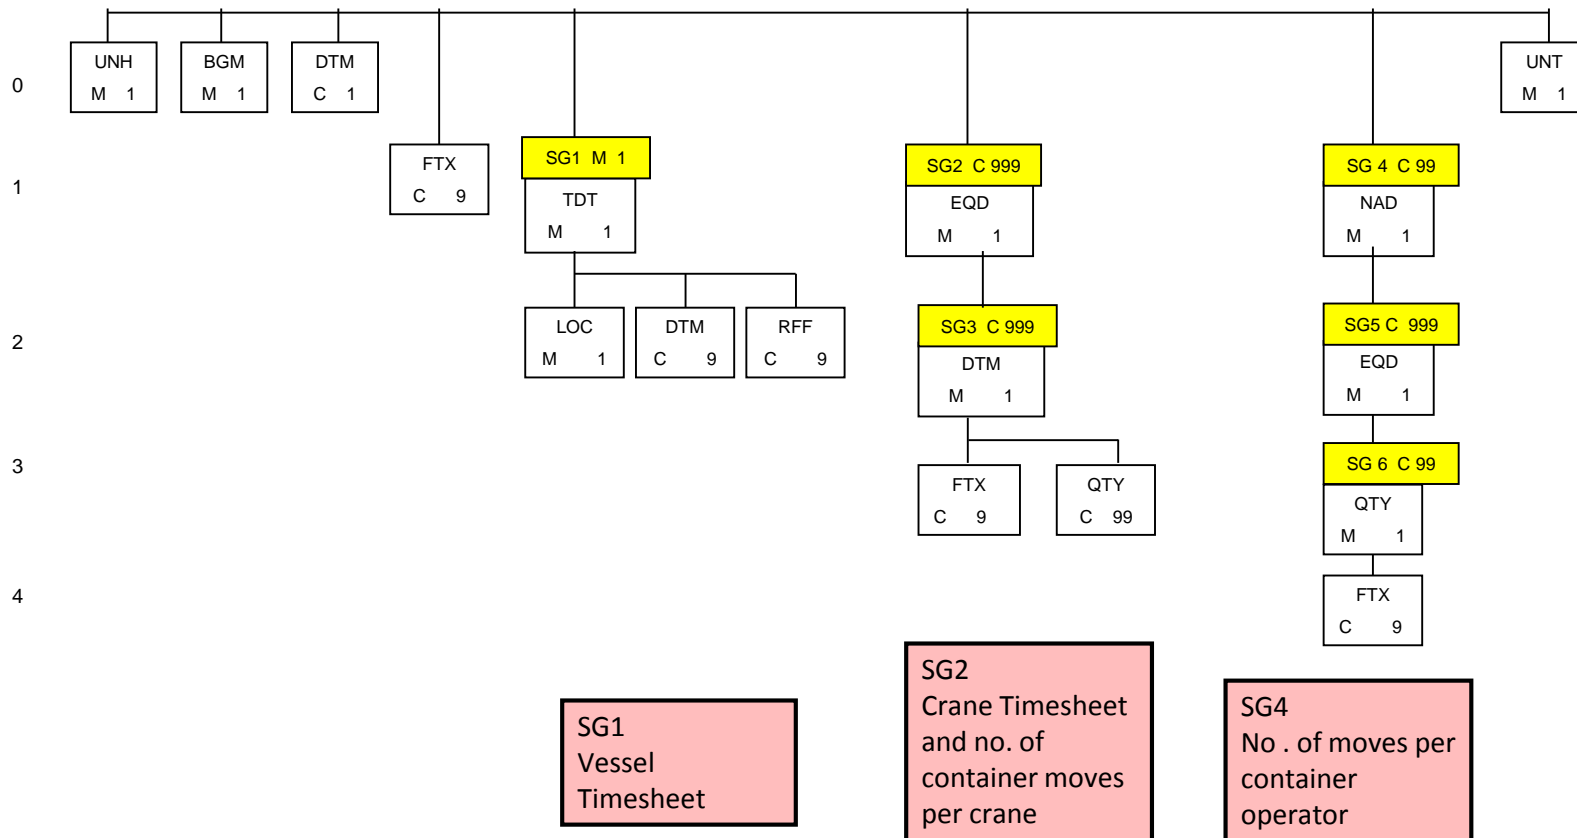 0
UNH
M 1
BGM
M 1
DTM
C 1
UNT
M 1
1
FTX
C 9
SG1 M 1
TDT
M 1
SG2 C 999
EQD
M 1
SG 4 C 99
NAD
M 1
2
LOC
M 1
DTM
C 9
RFF
C 9
SG3 C 999
DTM
M 1
SG5 C 999
EQD
M 1
3
FTX
C 9
QTY
C 99
SG 6 C 99
QTY
M 1
4
FTX
C 9
SG1
Vessel
Timesheet
SG2
Crane Timesheet
and no. of
container moves
per crane
SG4
No . of moves per
container
operator